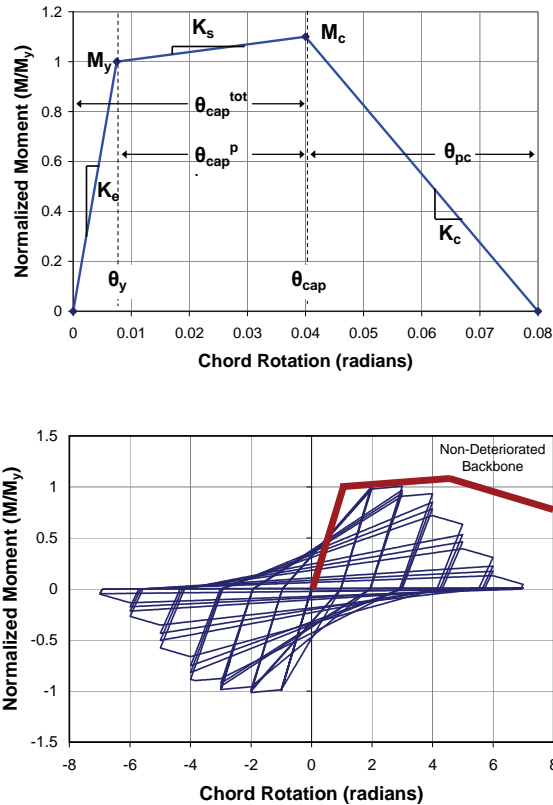 Normalized Moment (M/My)
1.2
1
0.8
0.6
0.4
0.2
0
Ks
My
Mc
θcap tot
θcap p
θpc
Ke
Kc
θy
θcap
0 0.01 0.02 0.03 0.04 0.05 0.06 0.07 0.08
Chord Rotation (radians)
Normalized Moment (M/My)
1.5
1
0.5
0
-0.5
-1
-1.5
Non-Deteriorated
Backbone
-8 -6 -4 -2 0 2 4 6 8
Chord Rotation (radians)